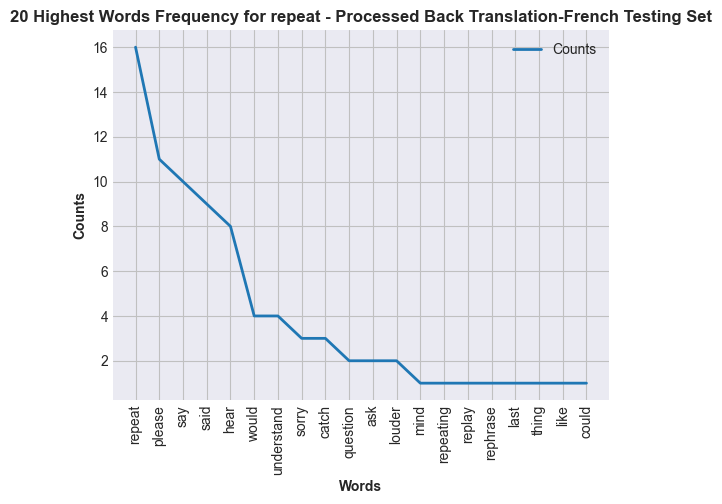 20 Highest Words Frequency for repeat - Processed Back Translation-French Testing Set
Counts
16
14
12
10
8
6
4
2
Counts
repeat
please
say
said
hear
would
understand
sorry
catch
question
ask
louder
mind
repeating
replay
rephrase
last
thing
like
could
Words